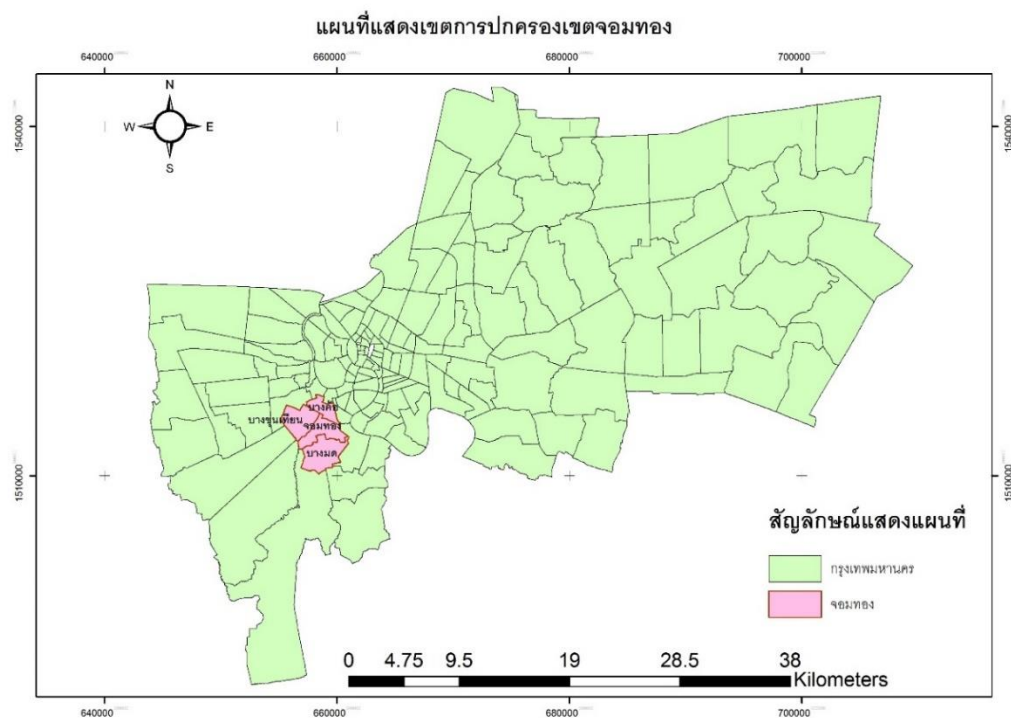 แผนที่แสดงเขตการปกครองเขตจอมทอง
640000 660000 680000 700000
N
W E
S
1540000 1540000
บางค้อ
บางขุนเทียน
จอมทอง
บางมด
1510000 1510000
สัญลักษณ์แสดงแผนที่
กรุงเทพมหานคร
จอมทอง
0 4.75 9.5 19 28.5 38
Kilometers
640000 660000 680000 700000